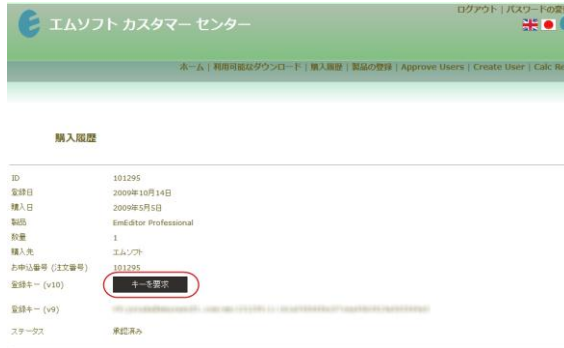 ログアウト | パスワードの変
エムソフト カスタマー センター
ホーム | 利用可能なダウンロード | 購入履歴 | 製品の登録 | Approve Users | Create User | Calc Re
購入履歴
ID 101295
登録日 2009年10月14日
購入日 2009年5月5日
製品 EmEditor Professional
数量 1
購入先 エムソフト
お申込番号 (注文番号) 101295
登録キー (v10) キーを要求
登録キー (v9)
ステータス 承認済み